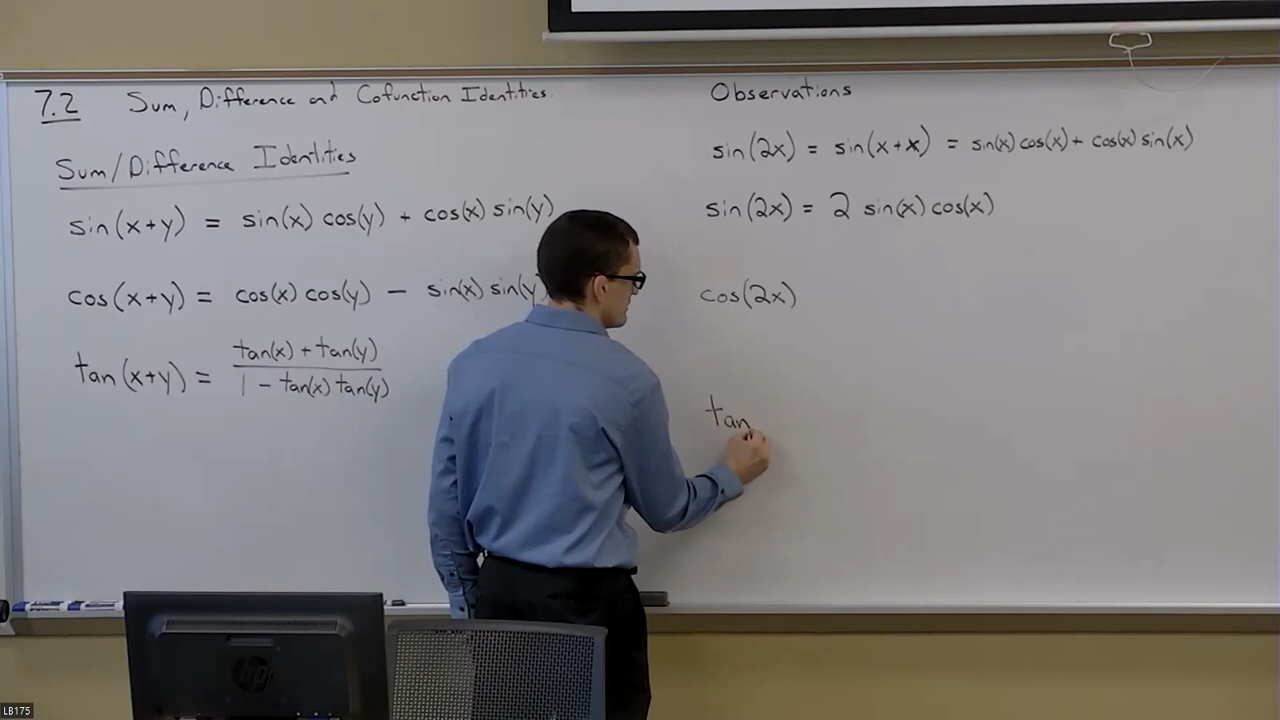 7.2 Sum, Difference and Cofunction Identities
Sum/Difference Identities
sin(x+y) = sin(x) cos(y) + cos(x) sin(y)
cos(x+y) = cos(x) cos(y) - sin(x) sin(y)
tan(x+y) = tan(x) + tan(y)
1 - tan(x) tan(y)
Observations
sin(2x) = sin(x+x) = sin(x) cos(x) + cos(x) sin(x)
sin(2x) = 2 sin(x) cos(x)
cos(2x)
tan
hp
LB175